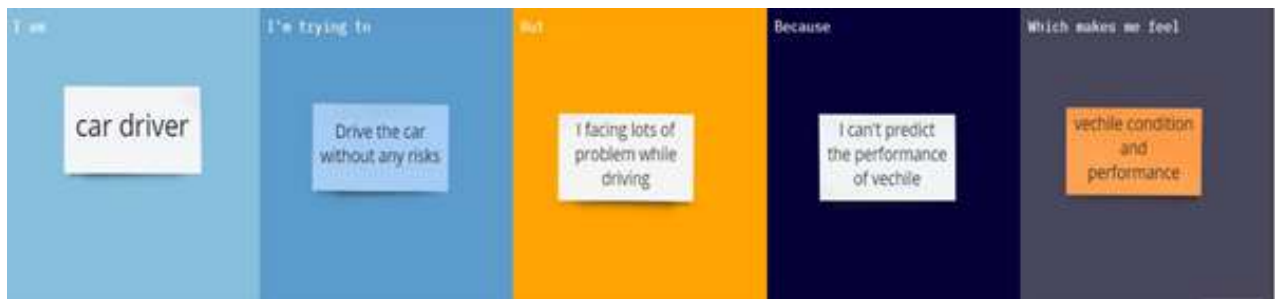 I am
car driver
I'm trying to
Drive the car
without any risks
But
I facing lots of
problem while
driving
Because
I can't predict
the performance
of vechile
Which makes me feel
vechile condition
and
performance